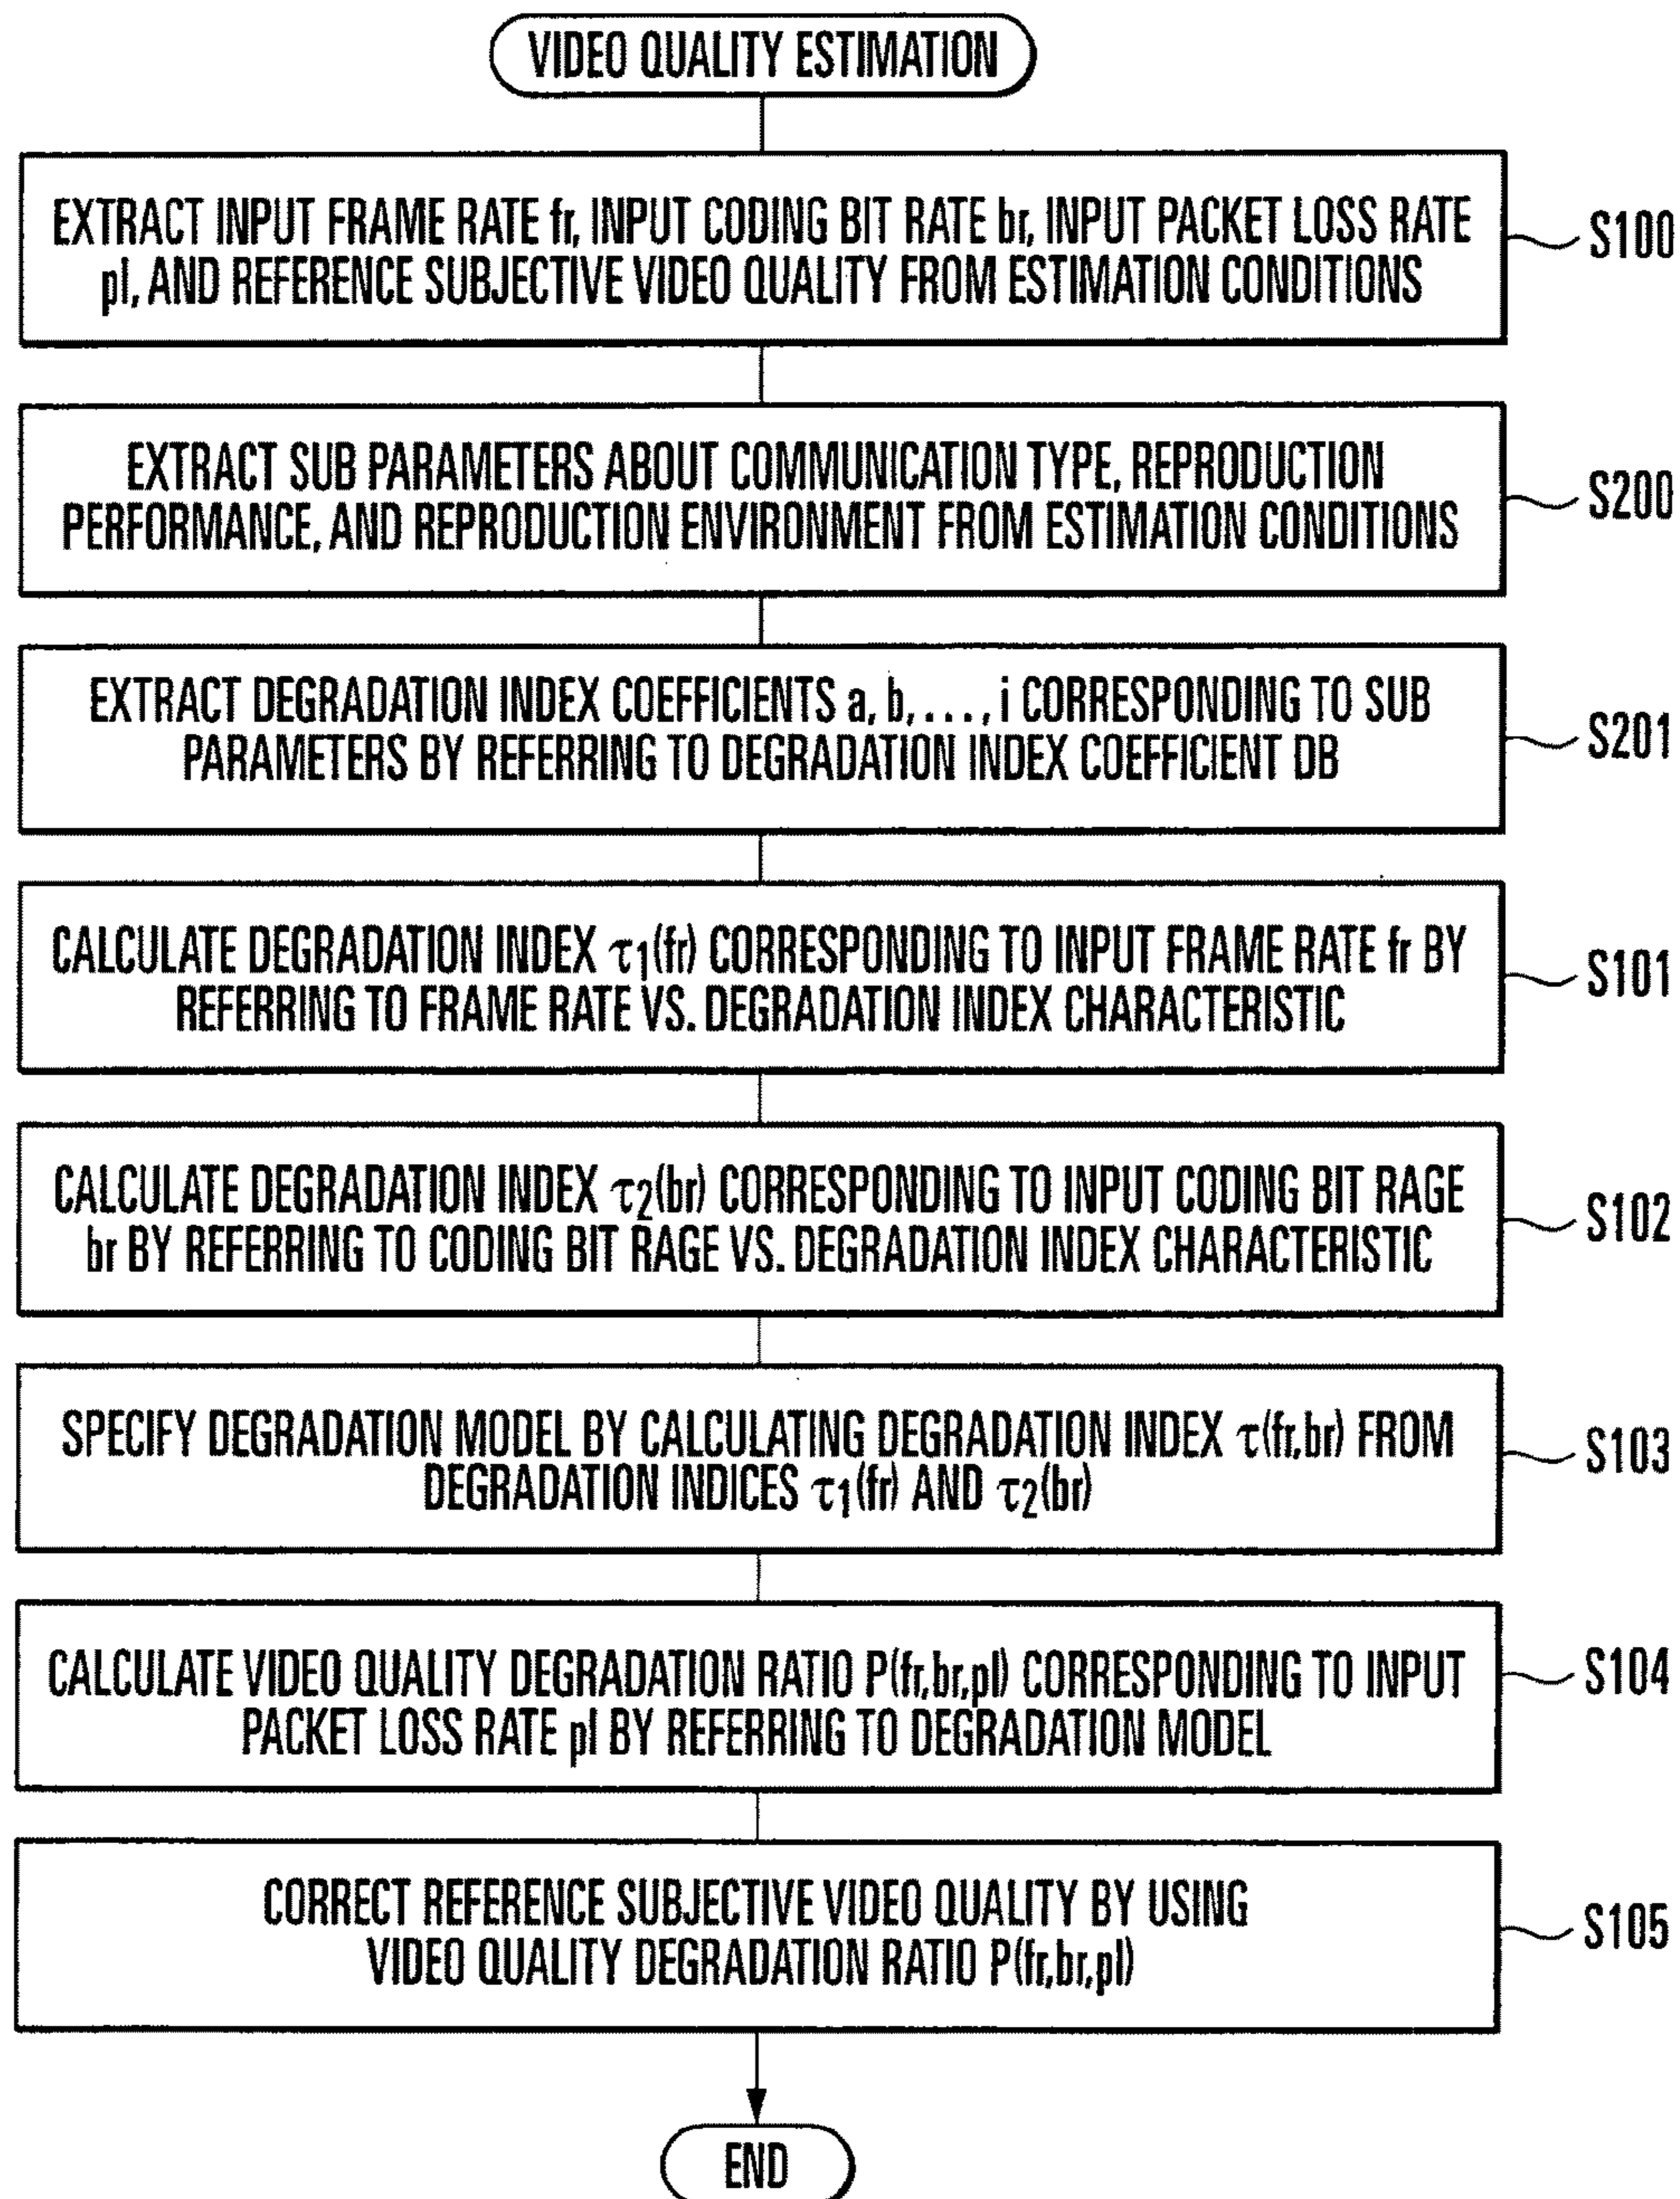 VIDEO QUALITY ESTIMATION
EXTRACT INPUT FRAME RATE fr, INPUT CODING BIT RATE br, INPUT PACKET LOSS RATE
pl, AND REFERENCE SUBJECTIVE VIDEO QUALITY FROM ESTIMATION CONDITIONS
S100
EXTRACT SUB PARAMETERS ABOUT COMMUNICATION TYPE, REPRODUCTION
PERFORMANCE, AND REPRODUCTION ENVIRONMENT FROM ESTIMATION CONDITIONS
S200
EXTRACT DEGRADATION INDEX COEFFICIENTS a, b, ..., i CORRESPONDING TO SUB
PARAMETERS BY REFERRING TO DEGRADATION INDEX COEFFICIENT DB
S201
CALCULATE DEGRADATION INDEX τ1(fr) CORRESPONDING TO INPUT FRAME RATE fr BY
REFERRING TO FRAME RATE VS. DEGRADATION INDEX CHARACTERISTIC
S101
CALCULATE DEGRADATION INDEX τ2(br) CORRESPONDING TO INPUT CODING BIT RAGE
br BY REFERRING TO CODING BIT RAGE VS. DEGRADATION INDEX CHARACTERISTIC
S102
SPECIFY DEGRADATION MODEL BY CALCULATING DEGRADATION INDEX τ(fr,br) FROM
DEGRADATION INDICES τ1(fr) AND τ2(br)
S103
CALCULATE VIDEO QUALITY DEGRADATION RATIO P(fr,br,pl) CORRESPONDING TO INPUT
PACKET LOSS RATE pl BY REFERRING TO DEGRADATION MODEL
S104
CORRECT REFERENCE SUBJECTIVE VIDEO QUALITY BY USING
VIDEO QUALITY DEGRADATION RATIO P(fr,br,pl)
S105
END